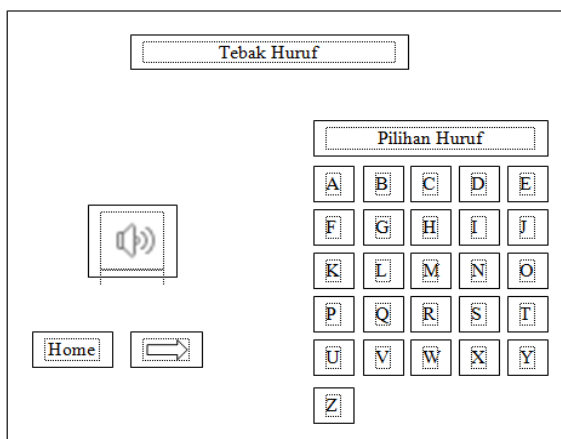 Tebak Huruf
Pilihan Huruf
A B C D E
F G H I J
K L M N O
P Q R S T
Home
U V W X Y
Z